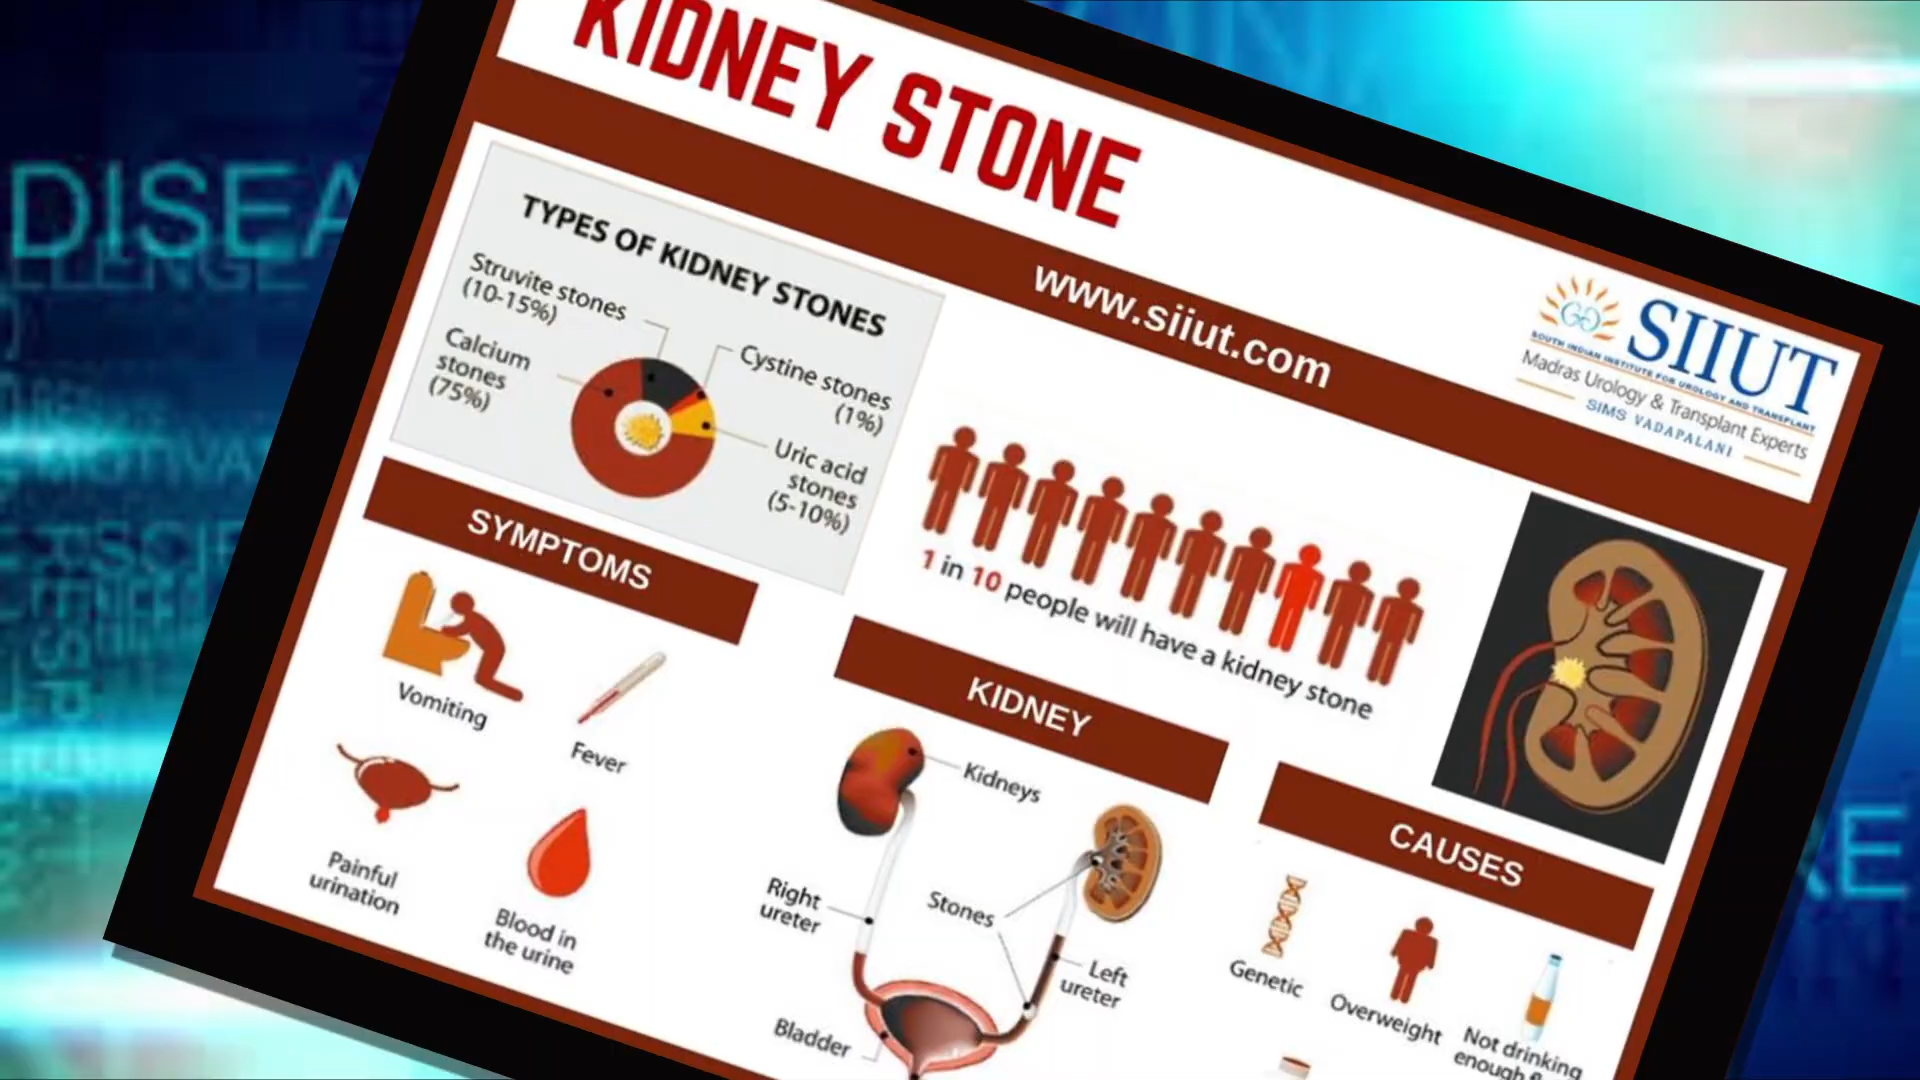 KIDNEY STONE
www.siiut.com
SIIUT
SOUTH INDIAN INSTITUTE FOR UROLOGY AND TRANSPLANT
Madras Urology & Transplant Experts
SIMS VADAPALANI
TYPES OF KIDNEY STONES
Struvite stones
(10-15%)
Calcium
stones
(75%)
Cystine stones
(1%)
Uric acid
stones
(5-10%)
1 in 10 people will have a kidney stone
SYMPTOMS
Vomiting
Fever
Painful
urination
Blood in
the urine
KIDNEY
Kidneys
Right
ureter
Stones
Left
ureter
Bladder
CAUSES
Genetic
Overweight
Not drinking
enough
DISEA